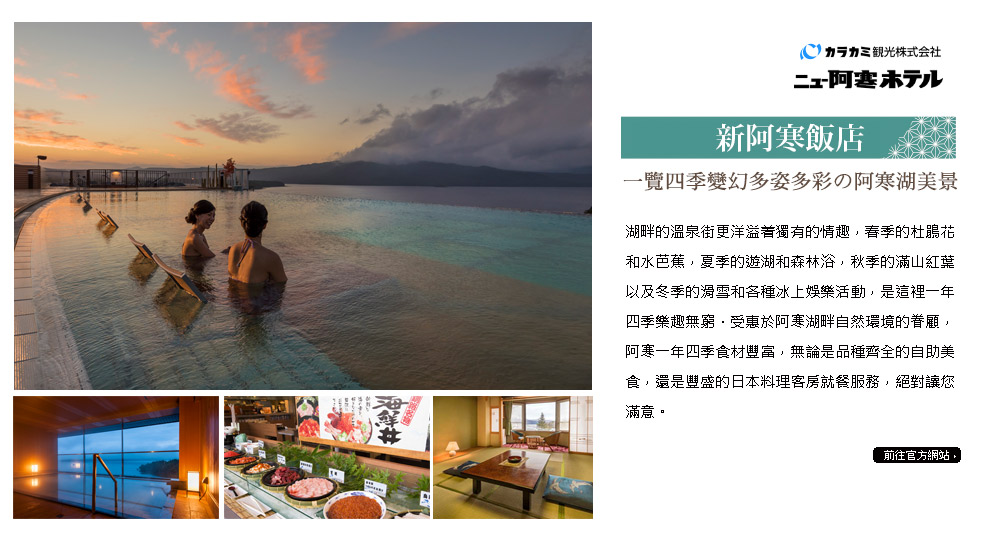 カラカミ観光株式会社
ニュー阿寒ホテル
新阿寒飯店
一覽四季變幻多姿多彩の阿寒湖美景
湖畔的溫泉街更洋溢着獨有的情趣，春季的杜鵑花
和水芭蕉，夏季的遊湖和森林浴，秋季的滿山紅葉
以及冬季的滑雪和各種冰上娛樂活動，是這裡一年
四季樂趣無窮．受惠於阿寒湖畔自然環境的眷顧，
阿寒一年四季食材豐富，無論是品種齊全的自助美
食，還是豐盛的日本料理客房就餐服務，絕對讓您
滿意。
海鮮丼
前往官方網站 ›